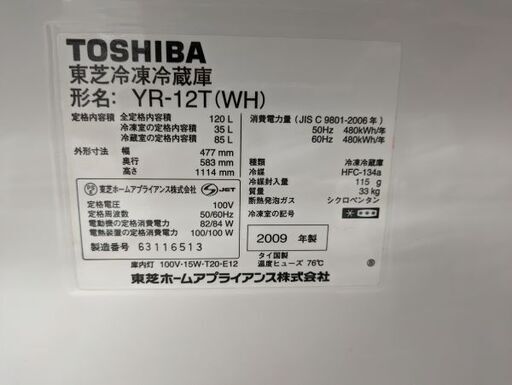 TOSHIBA
東芝冷凍冷蔵庫
形名: YR-12T(WH)
定格内容積 全定格内容積 120 L
冷凍室の定格内容積 35 L
冷蔵室の定格内容積 85 L
外形寸法 幅 477 mm
奥行 583 mm
高さ 1114 mm
東芝ホームアプライアンス株式会社 JET
定格電圧 100V
定格周波数 50/60Hz
電動機の定格消費電力 82/84 W
電熱装置の定格消費電力 100/100 W
製造番号 63116513
消費電力量 (JIS C 9801-2006 年)
50Hz 480kWh/年
60Hz 480kWh/年
種類 冷凍冷蔵庫
冷媒 HFC-134a
冷媒封入量 115 g
質量 33 kg
断熱発泡ガス シクロペンタン
冷凍室の記号
2009 年製
タイ国製
温度ヒューズ 76℃
庫内灯 100V-15W-T20-E12
東芝ホームアプライアンス株式会社